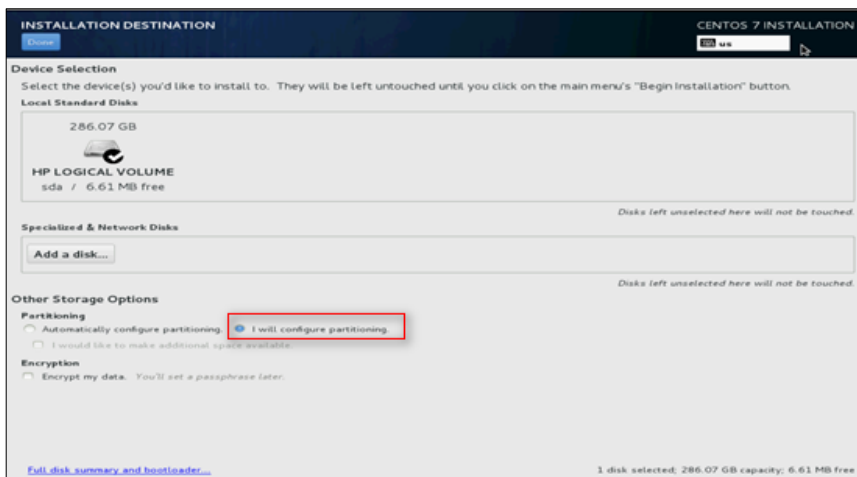 INSTALLATION DESTINATION
CENTOS 7 INSTALLATION
Done
us
Device Selection
Select the device(s) you'd like to install to. They will be left untouched until you click on the main menu's "Begin Installation" button.
Local Standard Disks
286.07 GB
HP LOGICAL VOLUME
sda / 6.61 MB free
Disks left unselected here will not be touched.
Specialized & Network Disks
Add a disk...
Disks left unselected here will not be touched.
Other Storage Options
Partitioning
Automatically configure partitioning. I will configure partitioning.
I would like to make additional space available.
Encryption
Encrypt my data. You'll set a passphrase later.
Full disk summary and bootloader...
1 disk selected; 286.07 GB capacity; 6.61 MB free